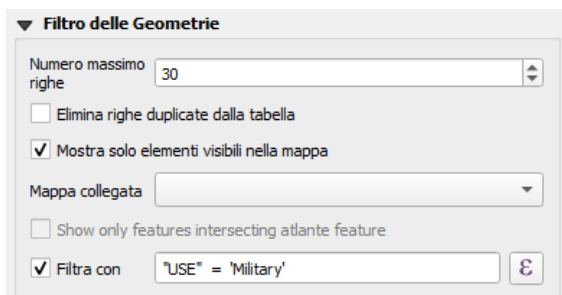 Filtro delle Geometrie
Numero massimo
righe
30
Elimina righe duplicate dalla tabella
Mostra solo elementi visibili nella mappa
Mappa collegata
Show only features intersecting atlante feature
Filtra con "USE" = 'Military' ε